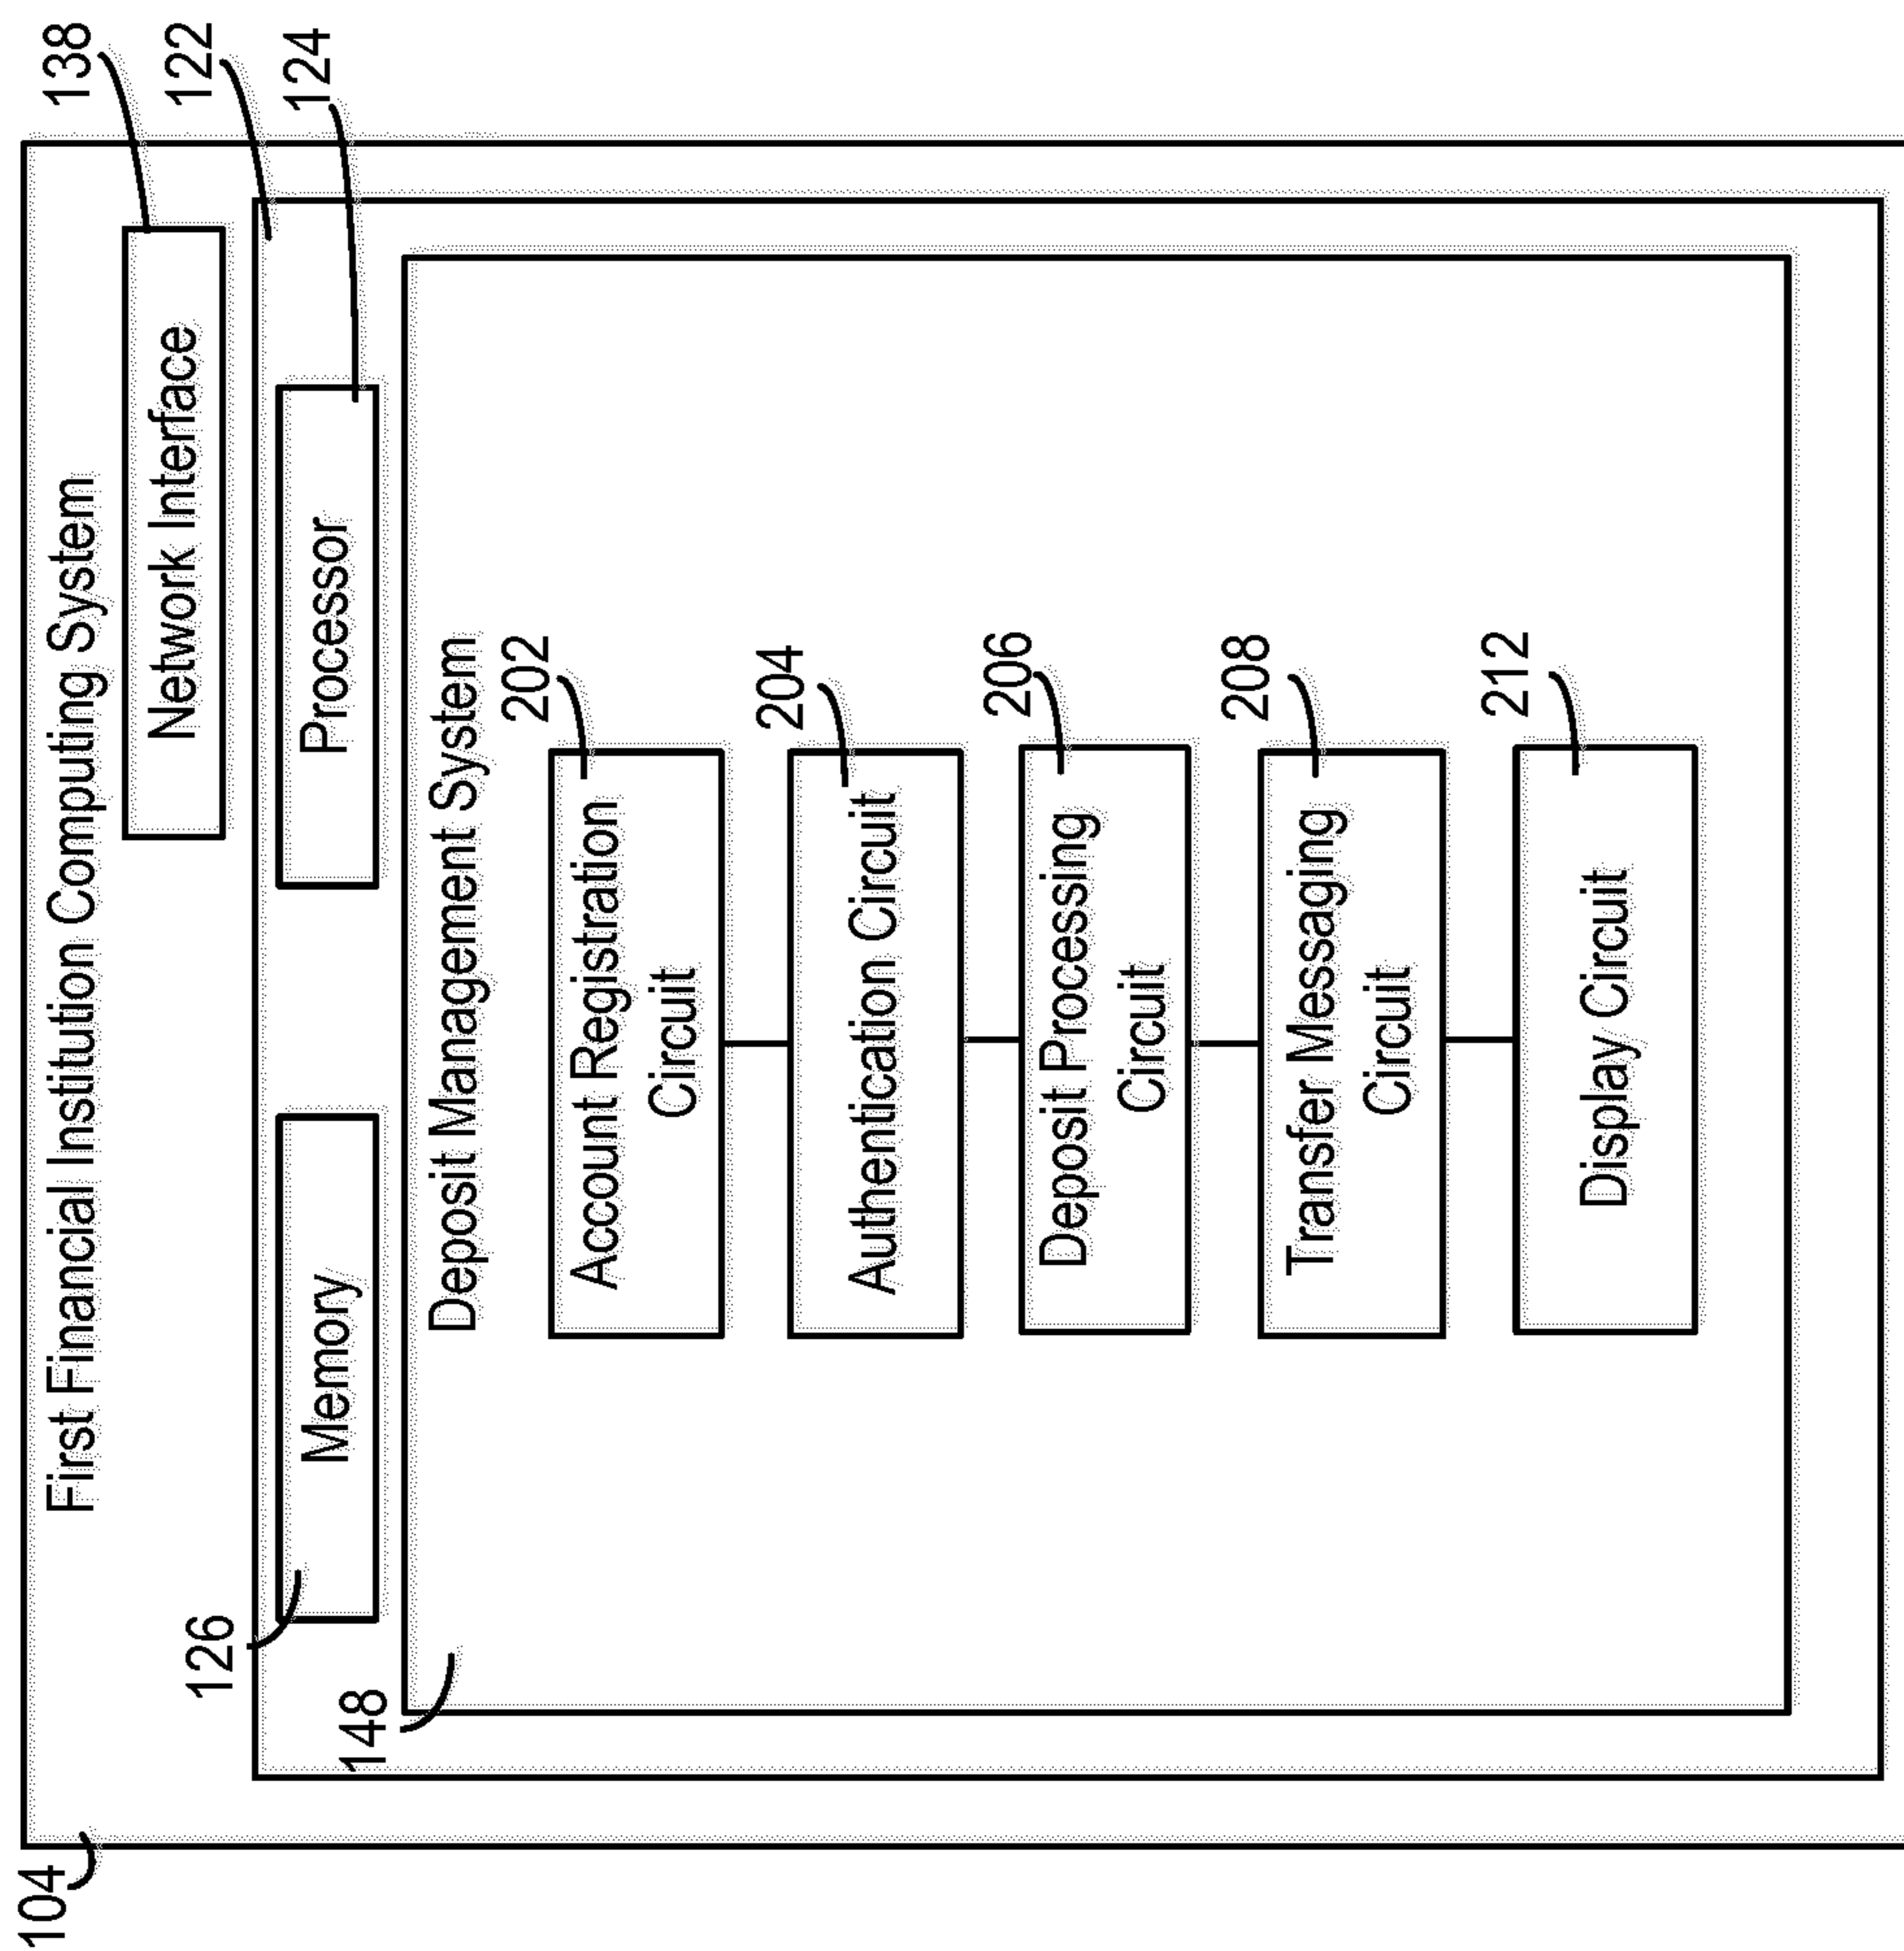 104
First Financial Institution Computing System
138
Network Interface
122
126
Memory
Processor
124
148
Deposit Management System
202
Account Registration
Circuit
204
Authentication Circuit
206
Deposit Processing
Circuit
208
Transfer Messaging
Circuit
212
Display Circuit